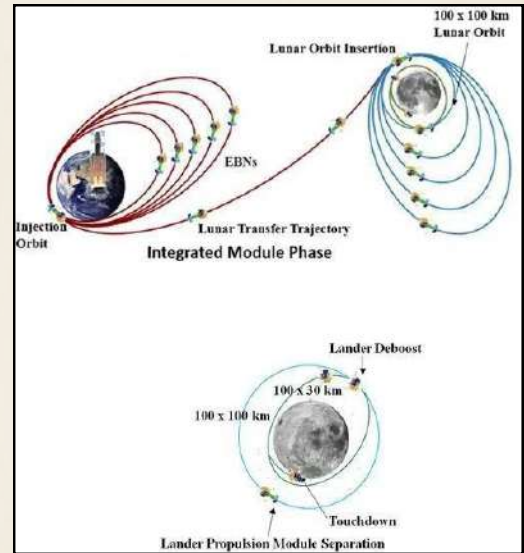 100 x 100 km
Lunar Orbit
Lunar Orbit Insertion
EBNs
Injection
Orbit
Lunar Transfer Trajectory
Integrated Module Phase
Lander Deboost
100 x 30 km
100 x 100 km
Touchdown
Lander Propulsion Module Separation